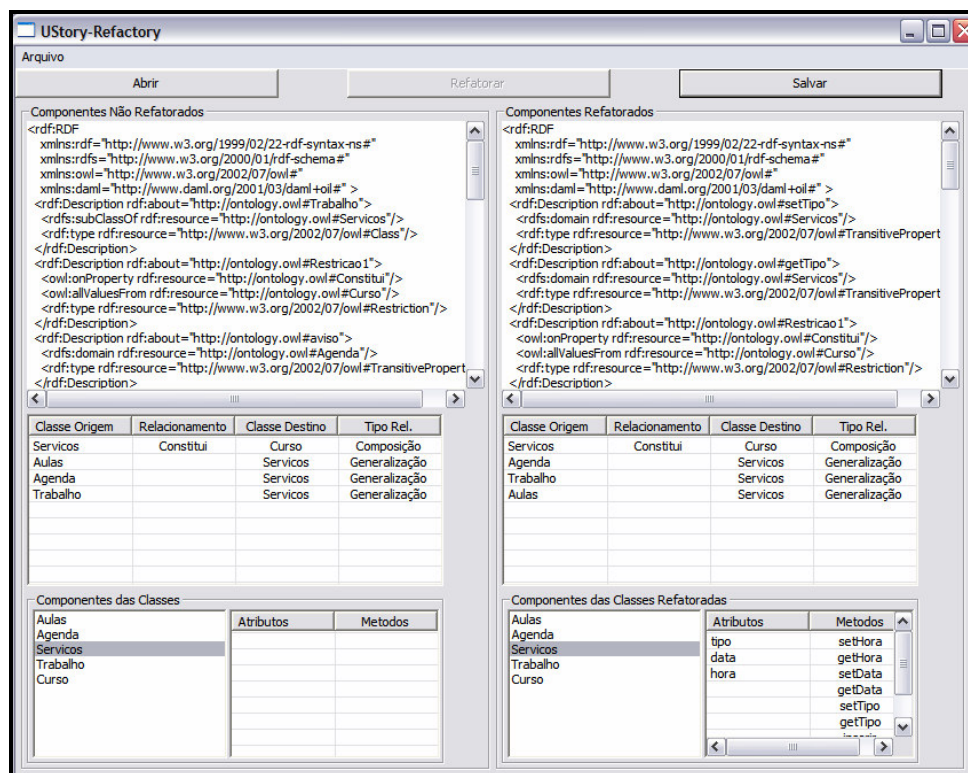 UStory-Refactory
Arquivo
Abrir
Refatorar
Salvar
Componentes Não Refatorados
<rdf:RDF
xmlns:rdf="http://www.w3.org/1999/02/22-rdf-syntax-ns#"
xmlns:rdfs="http://www.w3.org/2000/01/rdf-schema#"
xmlns:owl="http://www.w3.org/2002/07/owl#"
xmlns:daml="http://www.daml.org/2001/03/daml+oil#" >
<rdf:Description rdf:about="http://ontology.owl#Trabalho">
<rdfs:subClassOf rdf:resource="http://ontology.owl#Servicos"/>
<rdf:type rdf:resource="http://www.w3.org/2002/07/owl#Class"/>
</rdf:Description>
<rdf:Description rdf:about="http://ontology.owl#Restricao1">
<owl:onProperty rdf:resource="http://ontology.owl#Constitui"/>
<owl:allValuesFrom rdf:resource="http://ontology.owl#Curso"/>
<rdf:type rdf:resource="http://www.w3.org/2002/07/owl#Restriction"/>
</rdf:Description>
<rdf:Description rdf:about="http://ontology.owl#aviso">
<rdfs:domain rdf:resource="http://ontology.owl#Agenda"/>
<rdf:type rdf:resource="http://www.w3.org/2002/07/owl#TransitivePropert
</rdf:Description>
Classe Origem Relacionamento Classe Destino Tipo Rel.
Servicos Constitui Curso Composição
Aulas Servicos Generalização
Agenda Servicos Generalização
Trabalho Servicos Generalização
Componentes das Classes
Aulas
Agenda
Servicos
Trabalho
Curso
Atributos Metodos
Componentes Refatorados
<rdf:RDF
xmlns:rdf="http://www.w3.org/1999/02/22-rdf-syntax-ns#"
xmlns:rdfs="http://www.w3.org/2000/01/rdf-schema#"
xmlns:owl="http://www.w3.org/2002/07/owl#"
xmlns:daml="http://www.daml.org/2001/03/daml+oil#" >
<rdf:Description rdf:about="http://ontology.owl#setTipo">
<rdfs:domain rdf:resource="http://ontology.owl#Servicos"/>
<rdf:type rdf:resource="http://www.w3.org/2002/07/owl#TransitivePropert
</rdf:Description>
<rdf:Description rdf:about="http://ontology.owl#getTipo">
<rdfs:domain rdf:resource="http://ontology.owl#Servicos"/>
<rdf:type rdf:resource="http://www.w3.org/2002/07/owl#TransitivePropert
</rdf:Description>
<rdf:Description rdf:about="http://ontology.owl#Restricao1">
<owl:onProperty rdf:resource="http://ontology.owl#Constitui"/>
<owl:allValuesFrom rdf:resource="http://ontology.owl#Curso"/>
<rdf:type rdf:resource="http://www.w3.org/2002/07/owl#Restriction"/>
</rdf:Description>
Classe Origem Relacionamento Classe Destino Tipo Rel.
Servicos Constitui Curso Composição
Agenda Servicos Generalização
Trabalho Servicos Generalização
Aulas Servicos Generalização
Componentes das Classes Refatoradas
Aulas
Agenda
Servicos
Trabalho
Curso
Atributos Metodos
tipo setHora
data getHora
hora setData
getData
setTipo
getTipo